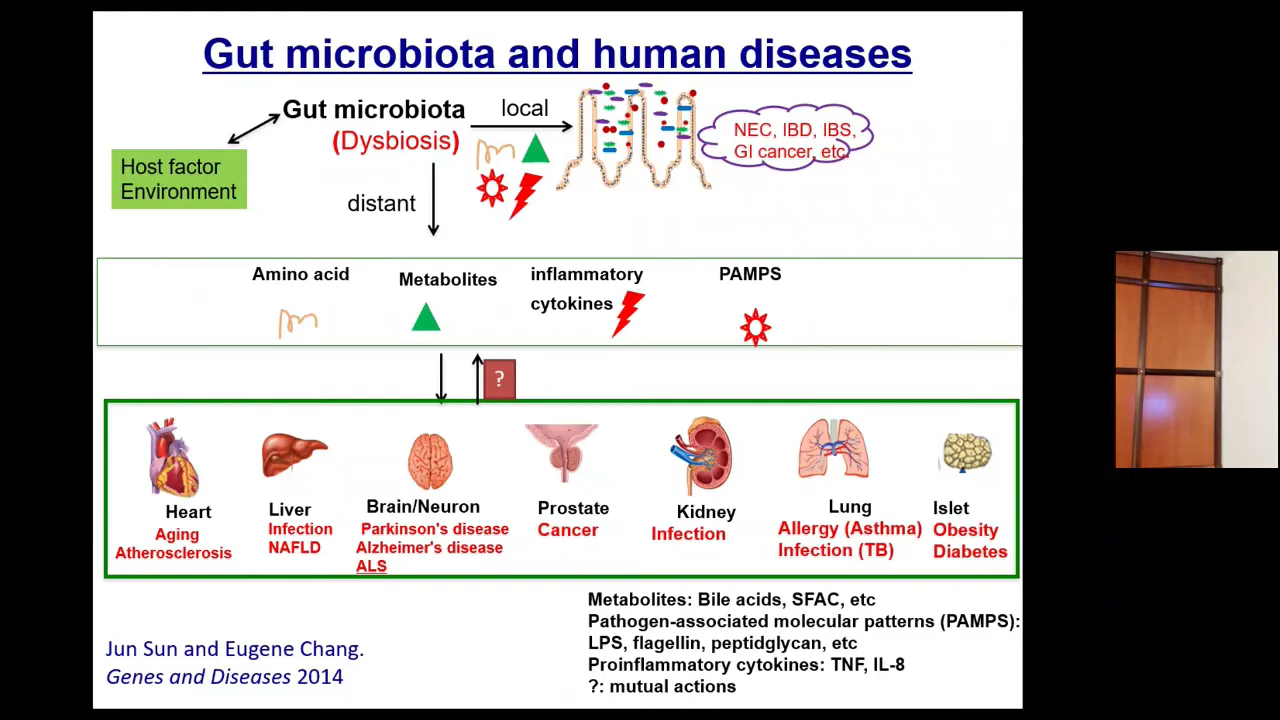 Gut microbiota and human diseases
Gut microbiota
(Dysbiosis)
local
NEC, IBD, IBS,
GI cancer, etc.
Host factor
Environment
distant
Amino acid
Metabolites
inflammatory
cytokines
PAMPS
?
Heart
Aging
Atherosclerosis
Liver
Infection
NAFLD
Brain/Neuron
Parkinson's disease
Alzheimer's disease
ALS
Prostate
Cancer
Kidney
Infection
Lung
Allergy (Asthma)
Infection (TB)
Islet
Obesity
Diabetes
Metabolites: Bile acids, SFAC, etc
Pathogen-associated molecular patterns (PAMPS):
LPS, flagellin, peptidglycan, etc
Proinflammatory cytokines: TNF, IL-8
?: mutual actions
Jun Sun and Eugene Chang.
Genes and Diseases 2014